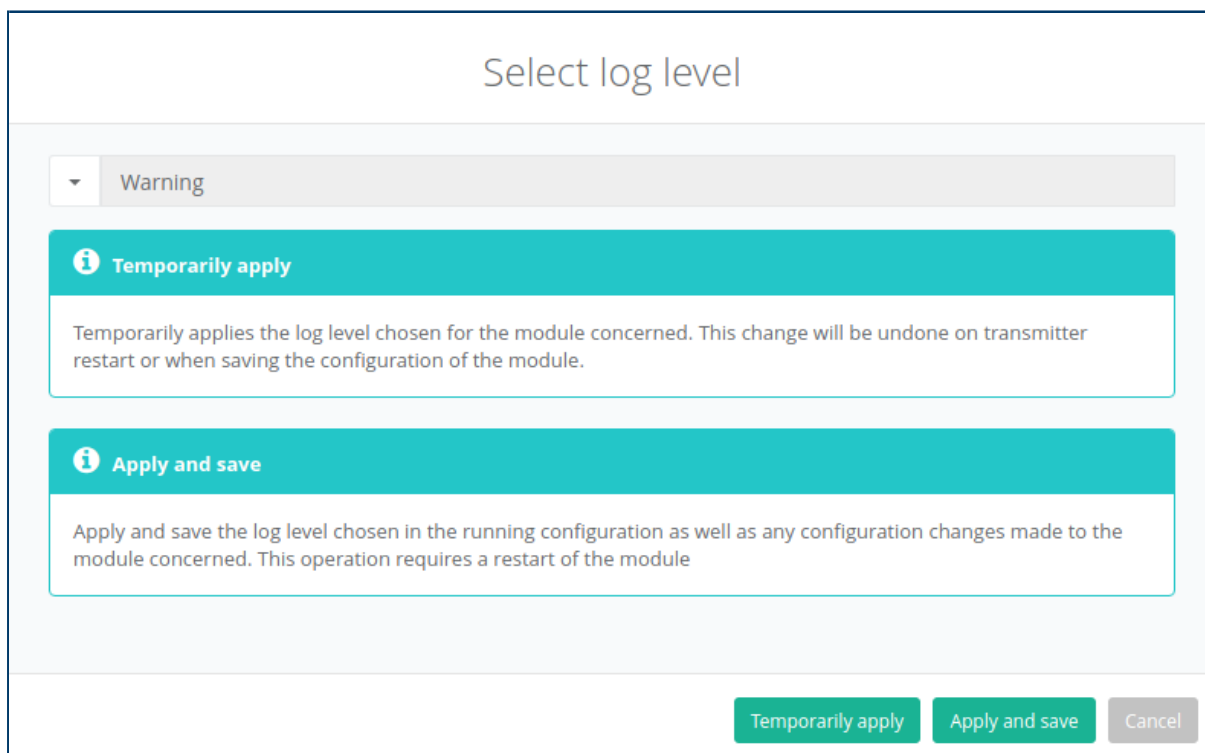 Select log level
Warning
Temporarily apply
Temporarily applies the log level chosen for the module concerned. This change will be undone on transmitter
restart or when saving the configuration of the module.
Apply and save
Apply and save the log level chosen in the running configuration as well as any configuration changes made to the
module concerned. This operation requires a restart of the module
Temporarily apply Apply and save Cancel